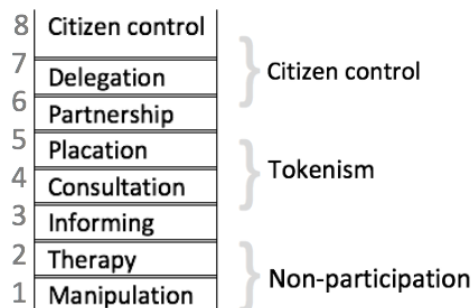 8 Citizen control
7 Delegation
Citizen control
6 Partnership
5 Placation
4 Consultation
Tokenism
3 Informing
2 Therapy
1 Manipulation
Non-participation